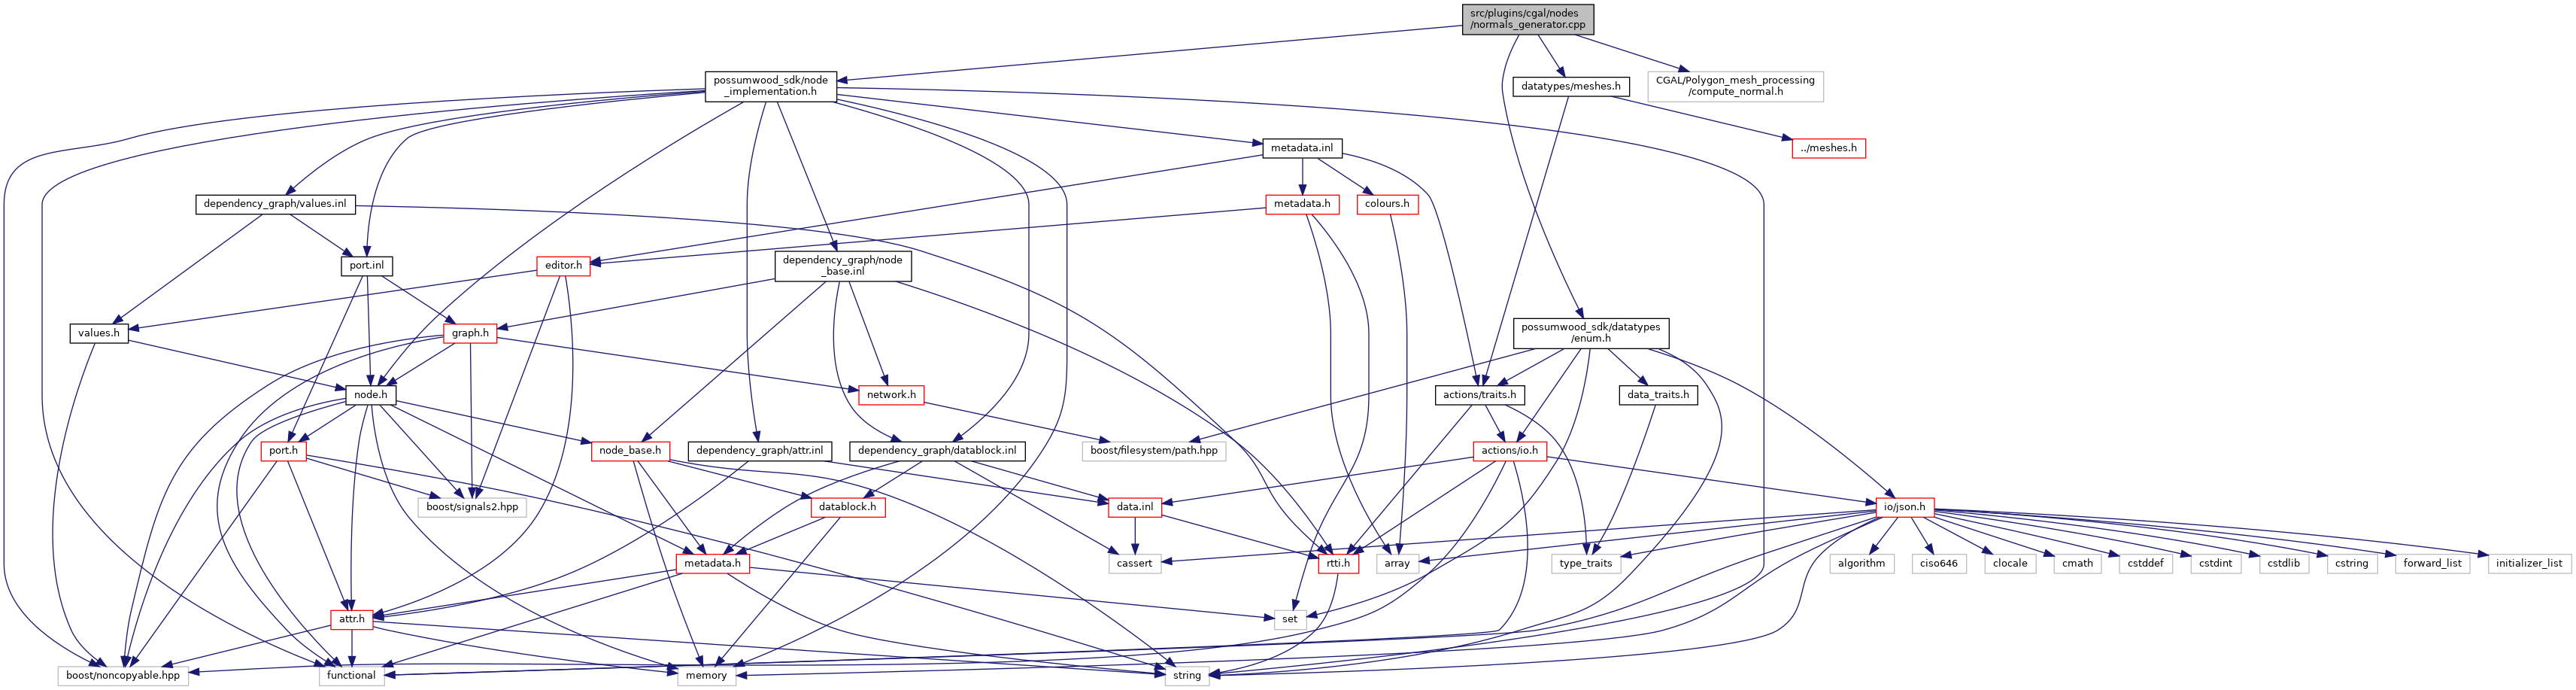 src/plugins/cgal/nodes
/normals_generator.cpp
possumwood_sdk/node
_implementation.h
datatypes/meshes.h
CGAL/Polygon_mesh_processing
/compute_normal.h
metadata.inl
../meshes.h
dependency_graph/values.inl
metadata.h
colours.h
port.inl
editor.h
dependency_graph/node
_base.inl
values.h
graph.h
possumwood_sdk/datatypes
/enum.h
node.h
network.h
actions/traits.h
data_traits.h
port.h
node_base.h
dependency_graph/attr.inl
dependency_graph/datablock.inl
boost/filesystem/path.hpp
actions/io.h
boost/signals2.hpp
datablock.h
data.inl
io/json.h
metadata.h
cassert
rtti.h
array
type_traits
algorithm
ciso646
clocale
cmath
cstddef
cstdint
cstdlib
cstring
forward_list
initializer_list
attr.h
set
boost/noncopyable.hpp
functional
memory
string